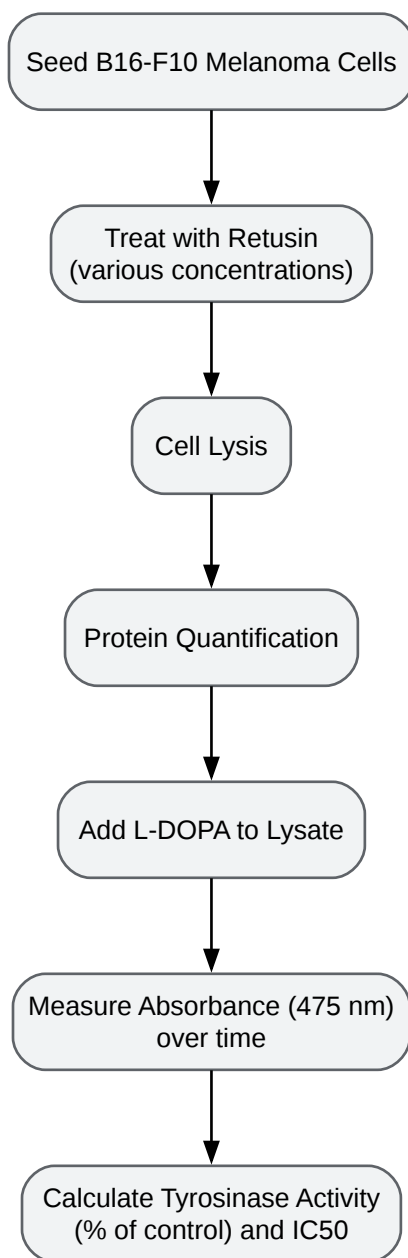 Seed B16-F10 Melanoma Cells
Treat with Retusin
(various concentrations)
Cell Lysis
Protein Quantification
Add L-DOPA to Lysate
Measure Absorbance (475 nm)
over time
Calculate Tyrosinase Activity
(% of control) and IC50